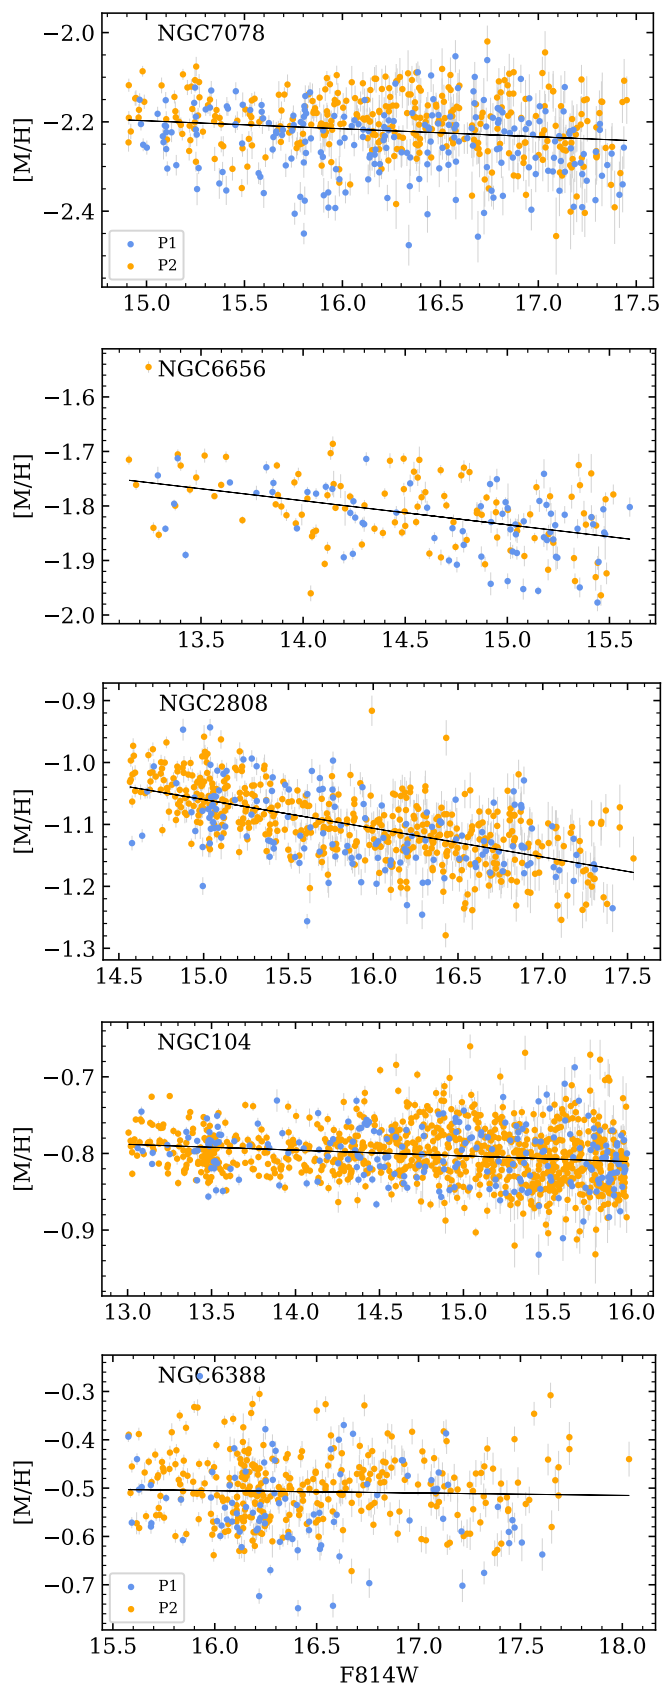 NGC7078
[M/H]
−2.0
−2.2
−2.4
P1
P2
15.0 15.5 16.0 16.5 17.0 17.5
NGC6656
[M/H]
−1.6
−1.7
−1.8
−1.9
−2.0
13.5 14.0 14.5 15.0 15.5
NGC2808
[M/H]
−0.9
−1.0
−1.1
−1.2
−1.3
14.5 15.0 15.5 16.0 16.5 17.0 17.5
NGC104
[M/H]
−0.7
−0.8
−0.9
13.0 13.5 14.0 14.5 15.0 15.5 16.0
NGC6388
[M/H]
−0.3
−0.4
−0.5
−0.6
−0.7
P1
P2
15.5 16.0 16.5 17.0 17.5 18.0
F814W